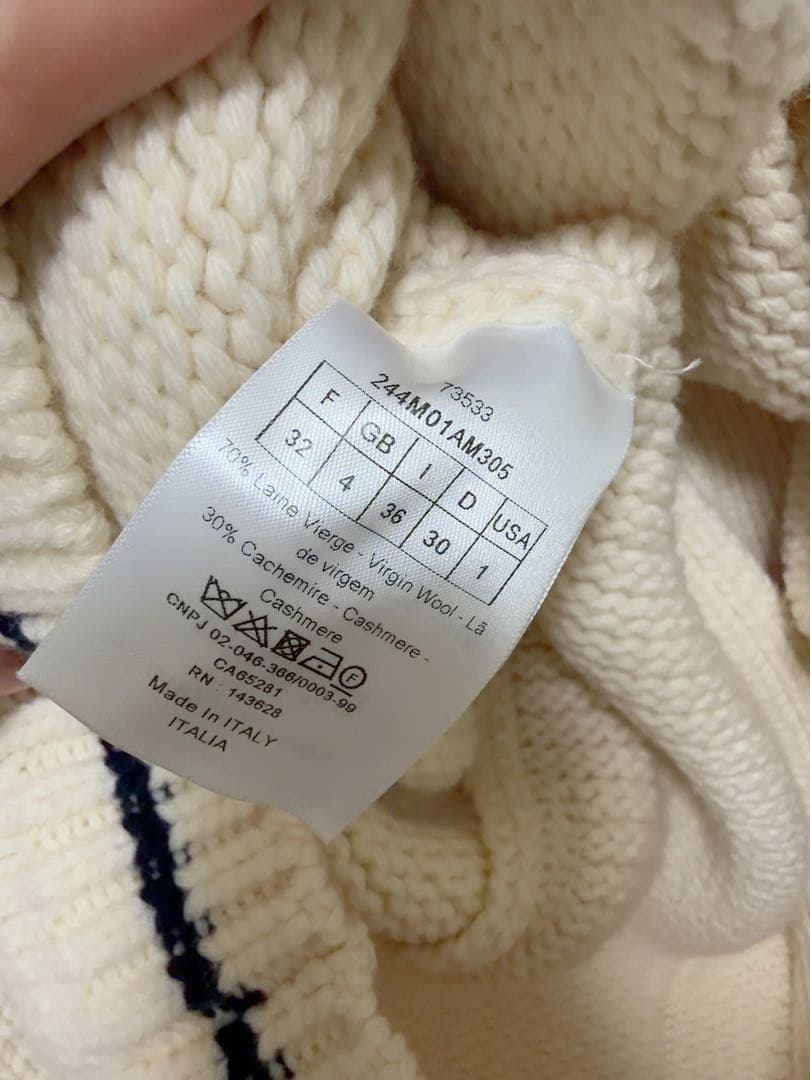 73533
244M01AM305
F GB I D USA
32 4 36 30 1
70% Laine Vierge - Virgin Wool - Lã
de virgem
30% Cachemire - Cashmere -
Cashmere
F
CNPJ 02-046-366/0003-99
CA65281
RN : 143628
Made In ITALY
ITALIA